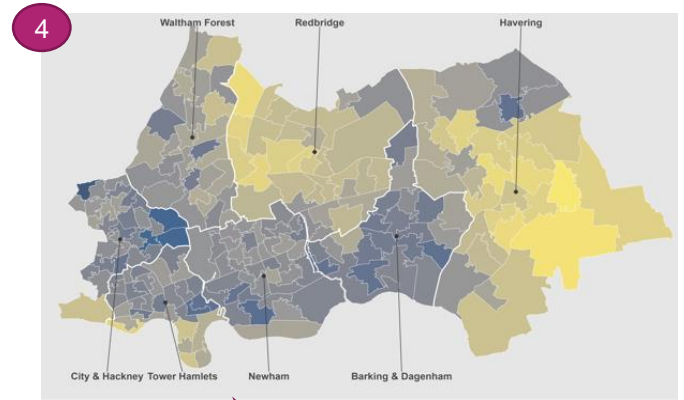 4
Waltham Forest
Redbridge
Havering
City & Hackney
Tower Hamlets
Newham
Barking & Dagenham